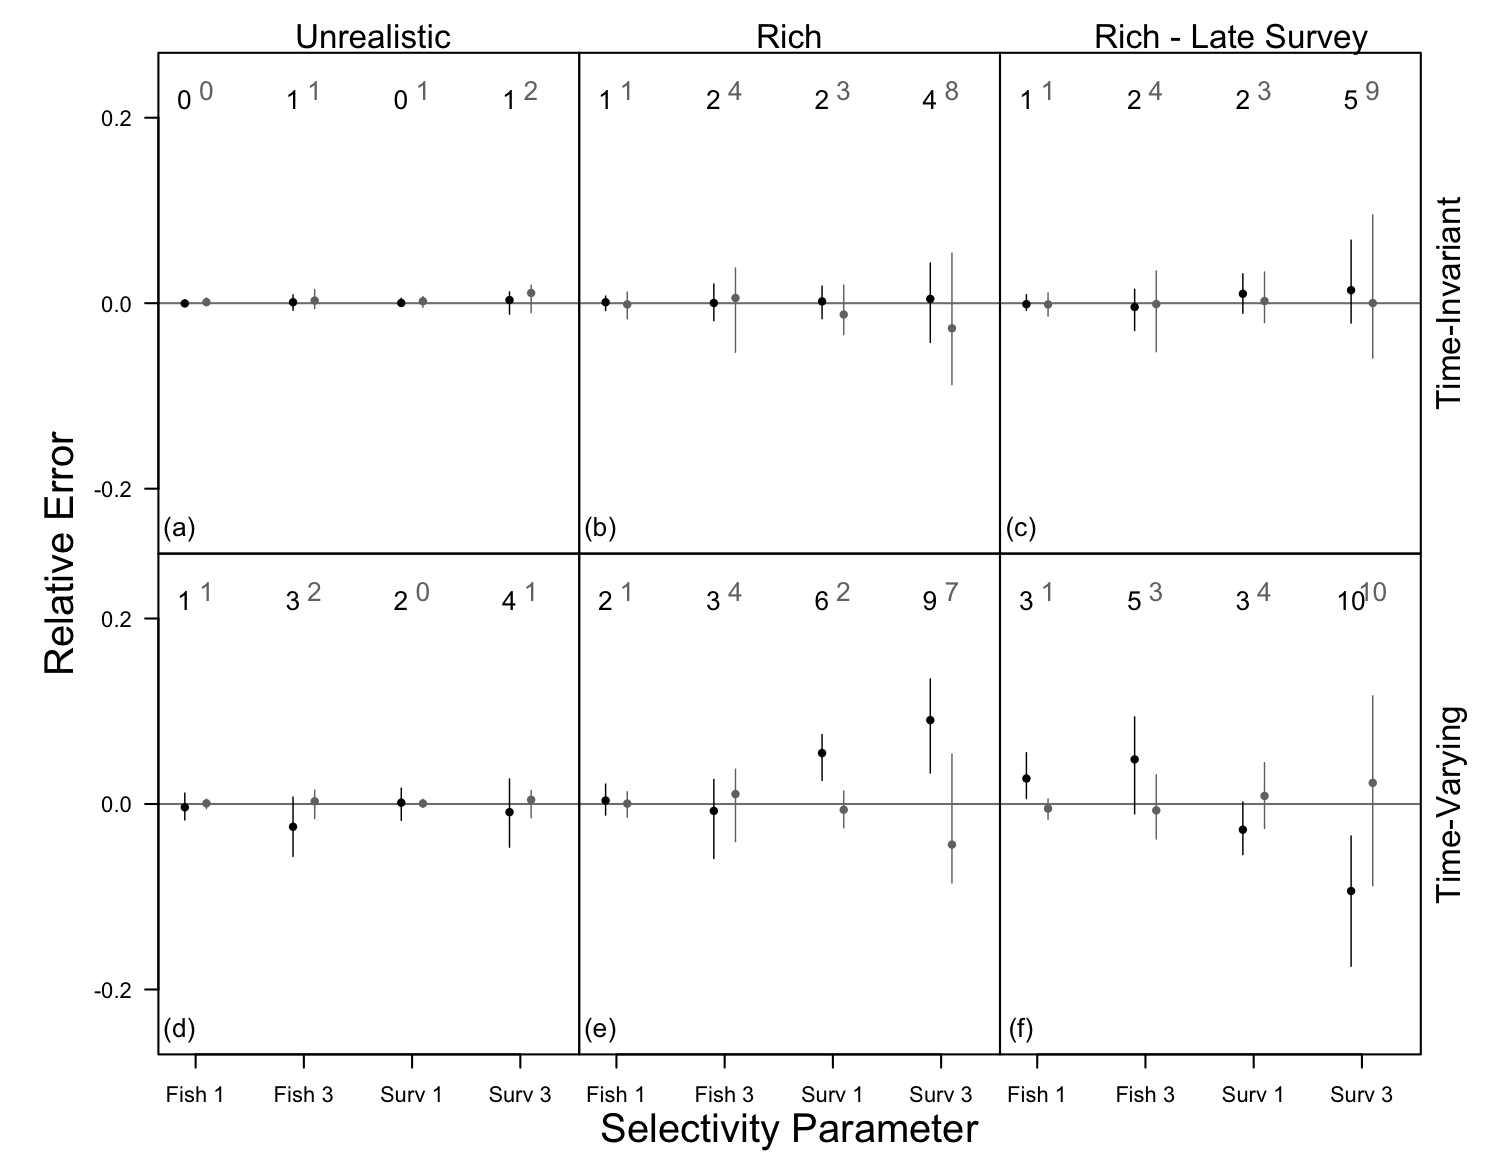 Unrealistic Rich Rich - Late Survey
0 0 1 1 0 1 1 2
1 1 2 4 2 3 4 8
1 1 2 4 2 3 5 9
0.2
0.0
-0.2
(a) (b) (c)
Time-Invariant
Relative Error
1 1 3 2 2 0 4 1
2 1 3 4 6 2 9 7
3 1 5 3 3 4 10 10
0.2
0.0
-0.2
(d) (e) (f)
Time-Varying
Fish 1 Fish 3 Surv 1 Surv 3 Fish 1 Fish 3 Surv 1 Surv 3 Fish 1 Fish 3 Surv 1 Surv 3
Selectivity Parameter